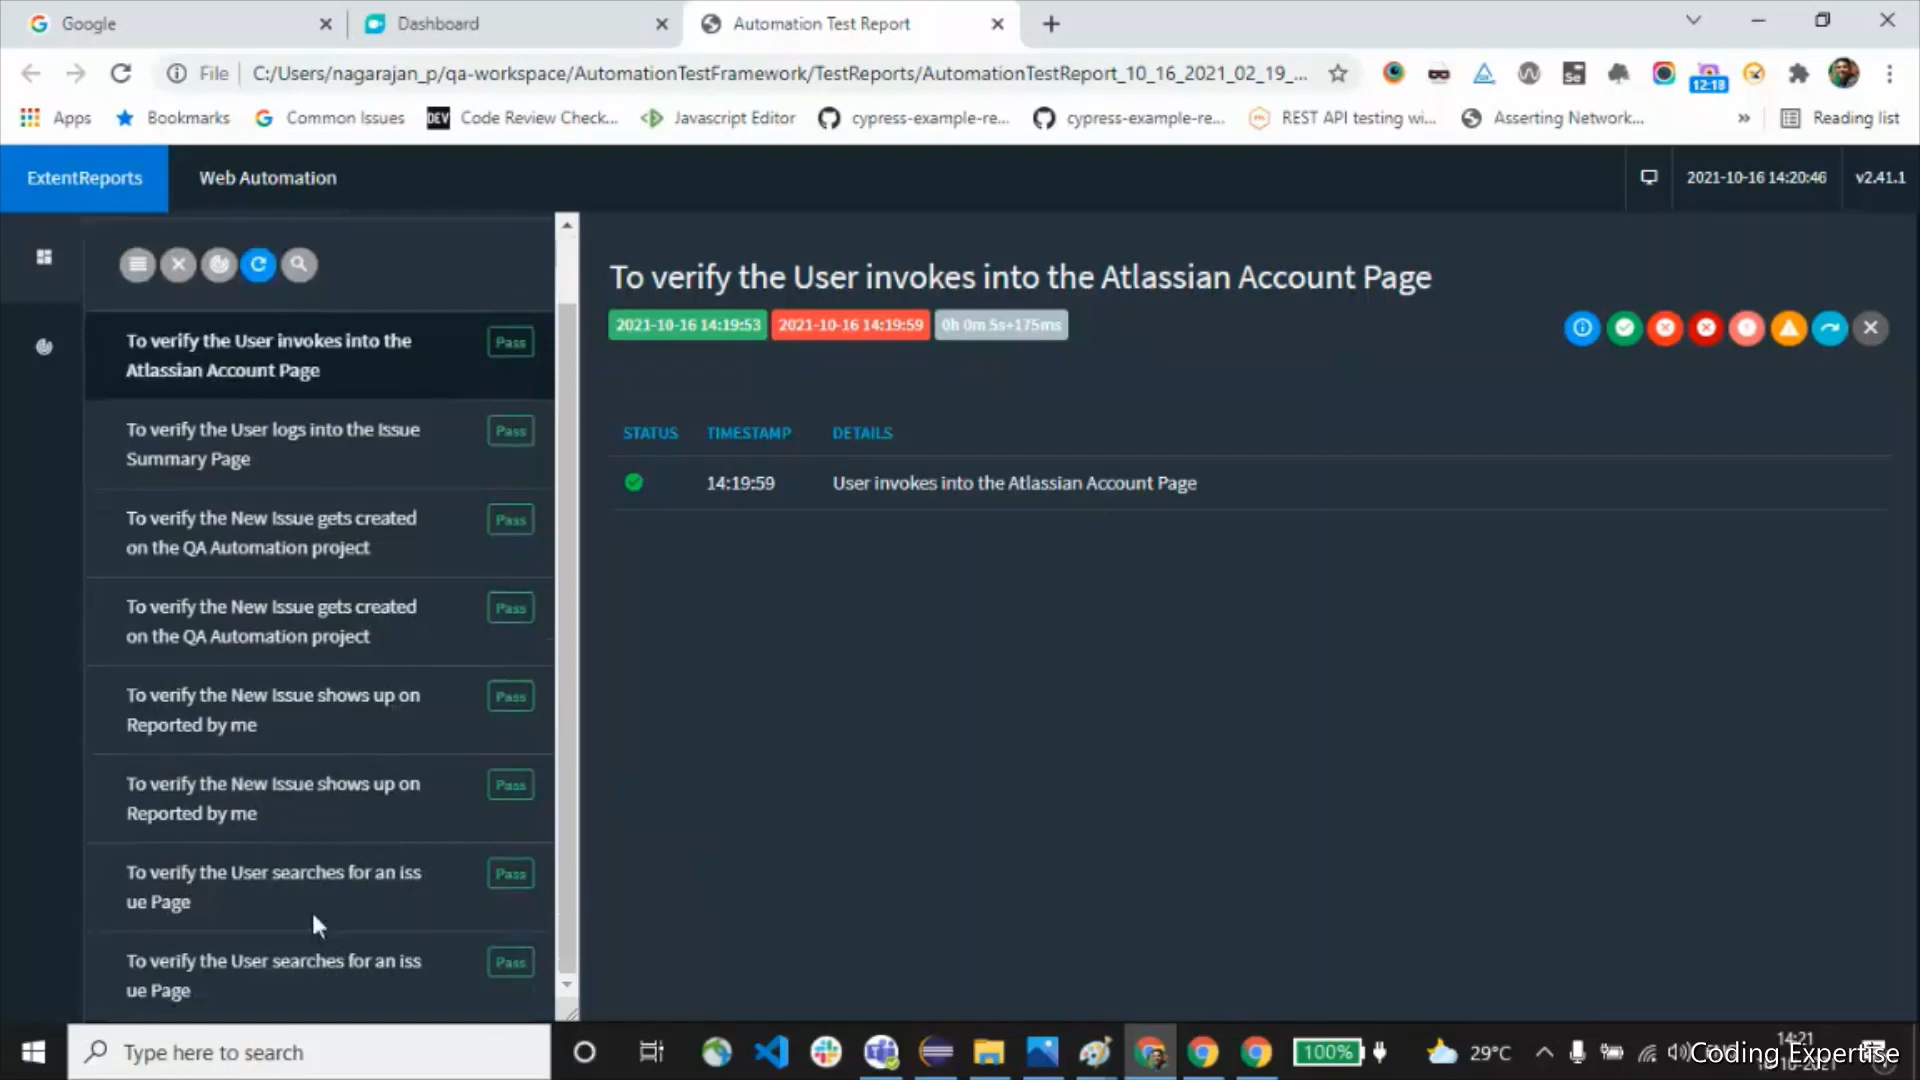 Google
Dashboard
Automation Test Report
File
C:/Users/nagarajan_p/qa-workspace/AutomationTestFramework/TestReports/AutomationTestReport_10_16_2021_02_19_...
Se
12:18
Apps
Bookmarks
Common Issues
DEV
Code Review Check...
Javascript Editor
cypress-example-re...
cypress-example-re...
REST API testing wi...
Asserting Network...
»
Reading list
ExtentReports
Web Automation
2021-10-16 14:20:46
v2.41.1
To verify the User invokes into the
Atlassian Account Page
Pass
To verify the User logs into the Issue
Summary Page
Pass
To verify the New Issue gets created
on the QA Automation project
Pass
To verify the New Issue gets created
on the QA Automation project
Pass
To verify the New Issue shows up on
Reported by me
Pass
To verify the New Issue shows up on
Reported by me
Pass
To verify the User searches for an iss
ue Page
Pass
To verify the User searches for an iss
ue Page
Pass
To verify the User invokes into the Atlassian Account Page
2021-10-16 14:19:53
2021-10-16 14:19:59
0h 0m 5s+175ms
STATUS
TIMESTAMP
DETAILS
14:19:59
User invokes into the Atlassian Account Page
Type here to search
100%
29°C
14:21
Coding Expertise